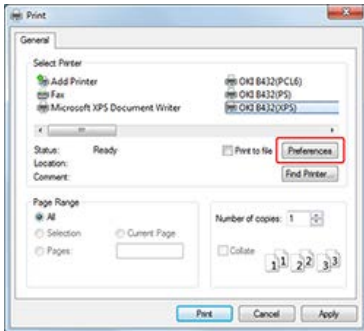 Print
General
Select Printer
Add Printer
Fax
Microsoft XPS Document Writer
OKI B432(PCL6)
OKI B432(PS)
OKI B432(XPS)
Status: Ready
Location:
Comment:
Print to file
Preferences
Find Printer...
Page Range
All
Selection
Current Page
Pages:
Number of copies: 1
Collate
1 1 2 2 3 3
Print Cancel Apply